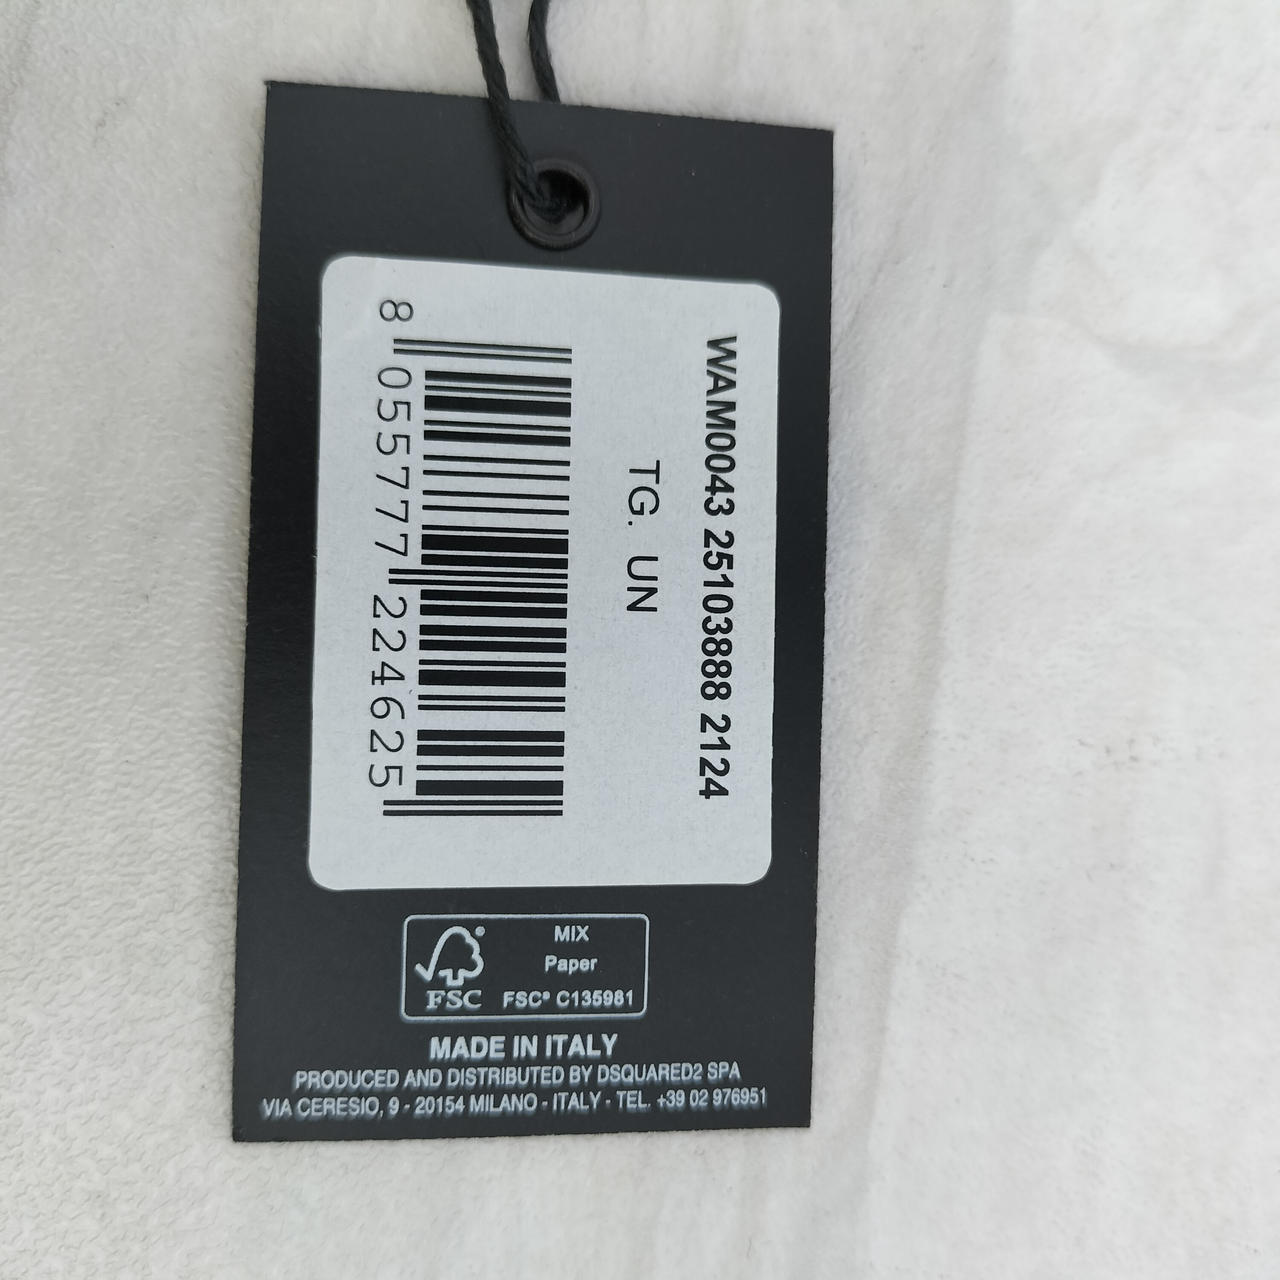 WAM0043 25103888 2124
TG. UN
8 055777 224625
FSC®
MIX
Paper
FSC® C135981
MADE IN ITALY
PRODUCED AND DISTRIBUTED BY DSQUARED2 SPA
VIA CERESIO, 9 - 20154 MILANO - ITALY - TEL. +39 02 976951